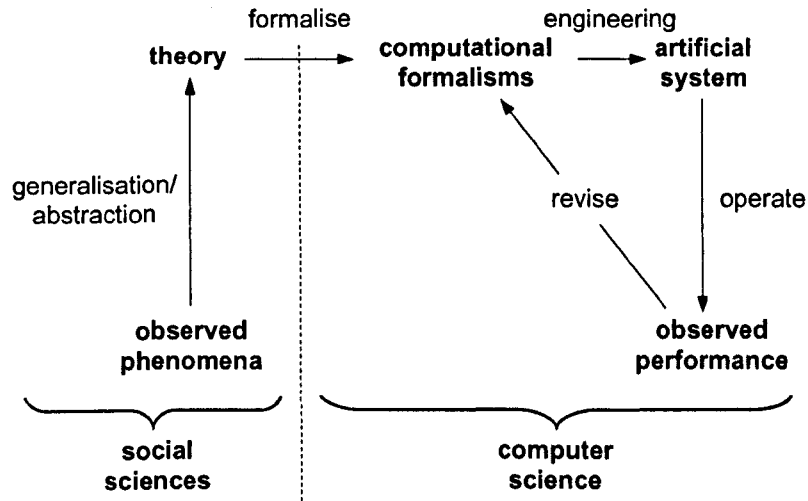 formalise
engineering
theory
computational
formalisms
artificial
system
generalisation/
abstraction
revise
operate
observed
phenomena
observed
performance
social
sciences
computer
science